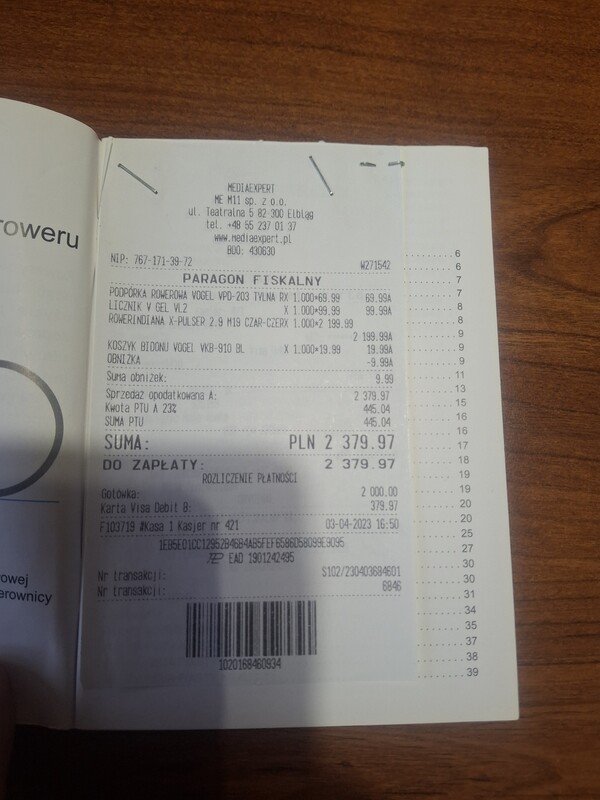 roweru
owej
erownicy
MEDIAEXPERT
ME M11 sp. z o.o.
ul. Teatralna 5 82-300 Elbląg
tel. +48 55 237 01 37
www.mediaexpert.pl
BDO: 430630
NIP: 767-171-39-72 W271542
PARAGON FISKALNY
PODPÓRKA ROWEROWA VOGEL VPD-203 TYLNA RX 1.000*69.99 69.99A
LICZNIK V GEL VL2 X 1.000*99.99 99.99A
ROWERINDIANA X-PULSER 2.9 M19 CZAR-CZERX 1.000*2 199.99
2 199.99A
KOSZYK BIDONU VOGEL VKB-910 BL X 1.000*19.99 19.99A
OBNIŻKA -9.99A
Suma obniżek: 9.99
Sprzedaż opodatkowana A: 2 379.97
Kwota PTU A 23% 445.04
SUMA PTU 445.04
SUMA: PLN 2 379.97
DO ZAPŁATY: 2 379.97
ROZLICZENIE PŁATNOŚCI
Gotówka: 2 000.00
Karta Visa Debit B: 379.97
F103719 #Kasa 1 Kasjer nr 421 03-04-2023 16:50
EAD 1901242495
Nr transakcji: S102/230403684601
Nr transakcji: 6846
1020168460934
6
6
7
7
8
8
9
9
9
11
13
15
16
16
17
18
19
19
20
20
25
27
30
30
31
34
35
37
38
39